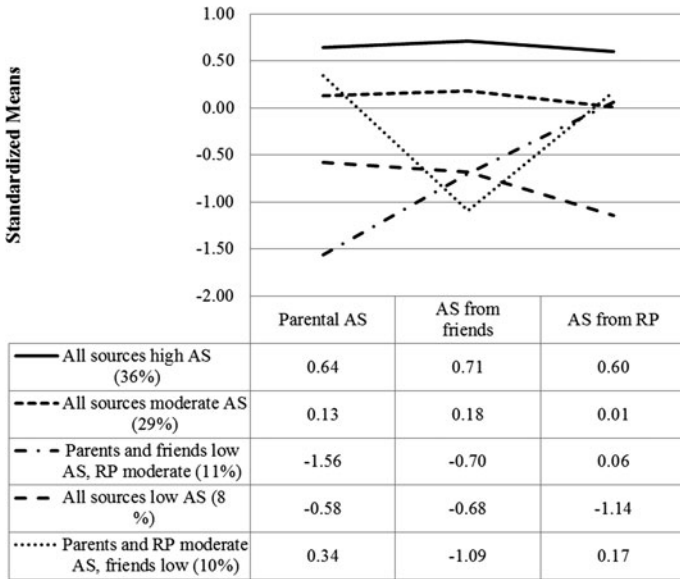 1.00
0.50
0.00
-0.50
-1.00
-1.50
-2.00
Standardized Means
Parental AS
AS from
friends
AS from RP
All sources high AS
(36%)
0.64
0.71
0.60
All sources moderate AS
(29%)
0.13
0.18
0.01
Parents and friends low
AS, RP moderate (11%)
-1.56
-0.70
0.06
All sources low AS (8
%)
-0.58
-0.68
-1.14
Parents and RP moderate
AS, friends low (10%)
0.34
-1.09
0.17